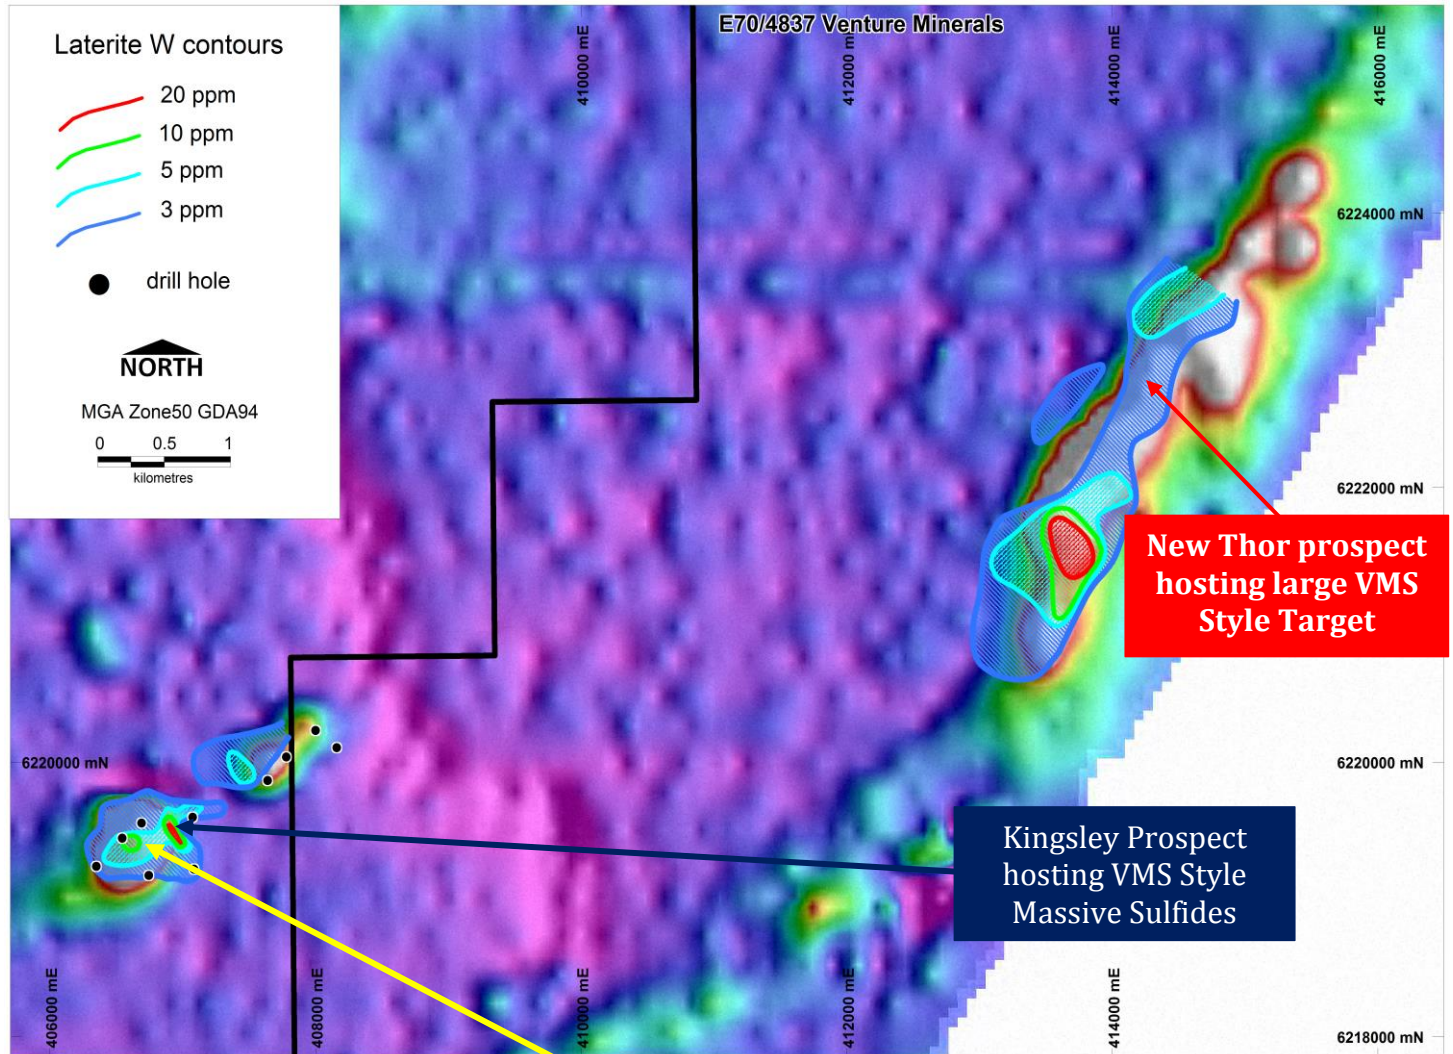 E70/4837 Venture Minerals
Laterite W contours
20 ppm
10 ppm
5 ppm
3 ppm
drill hole
NORTH
MGA Zone50 GDA94
0 0.5 1
kilometres
410000 mE
412000 mE
414000 mE
416000 mE
6224000 mN
6222000 mN
New Thor prospect
hosting large VMS
Style Target
6220000 mN
6220000 mN
Kingsley Prospect
hosting VMS Style
Massive Sulfides
406000 mE
408000 mE
410000 mE
412000 mE
414000 mE
6218000 mN